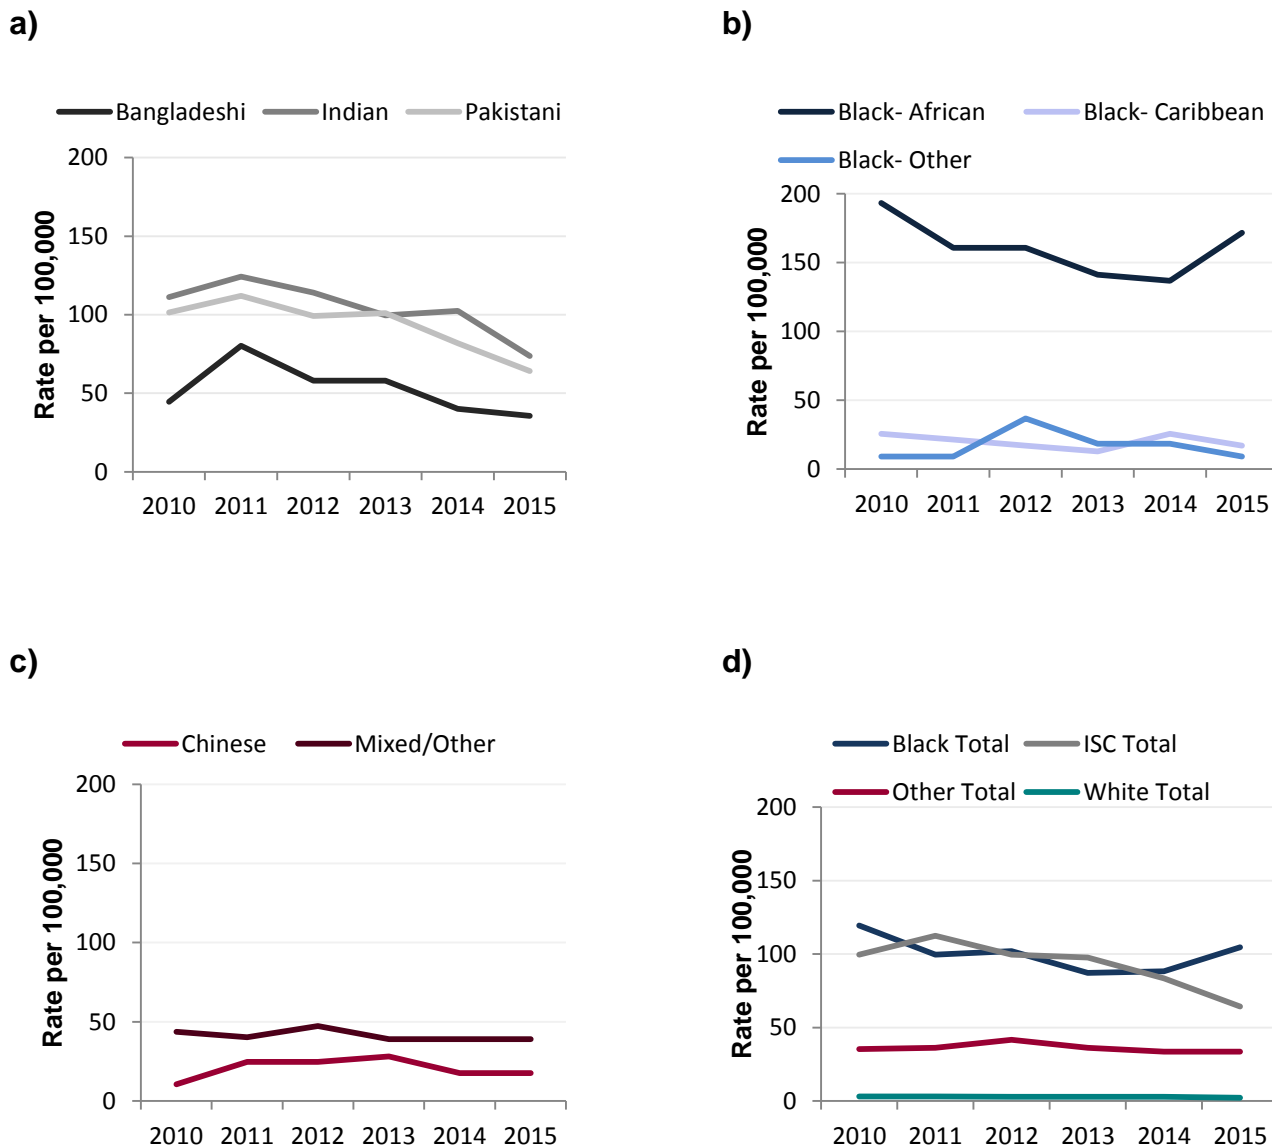 a)
Bangladeshi Indian Pakistani
Rate per 100,000
200
150
100
50
0
2010 2011 2012 2013 2014 2015
b)
Black- African Black- Caribbean
Black- Other
Rate per 100,000
200
150
100
50
0
2010 2011 2012 2013 2014 2015
c)
Chinese Mixed/Other
Rate per 100,000
200
150
100
50
0
2010 2011 2012 2013 2014 2015
d)
Black Total ISC Total
Other Total White Total
Rate per 100,000
200
150
100
50
0
2010 2011 2012 2013 2014 2015